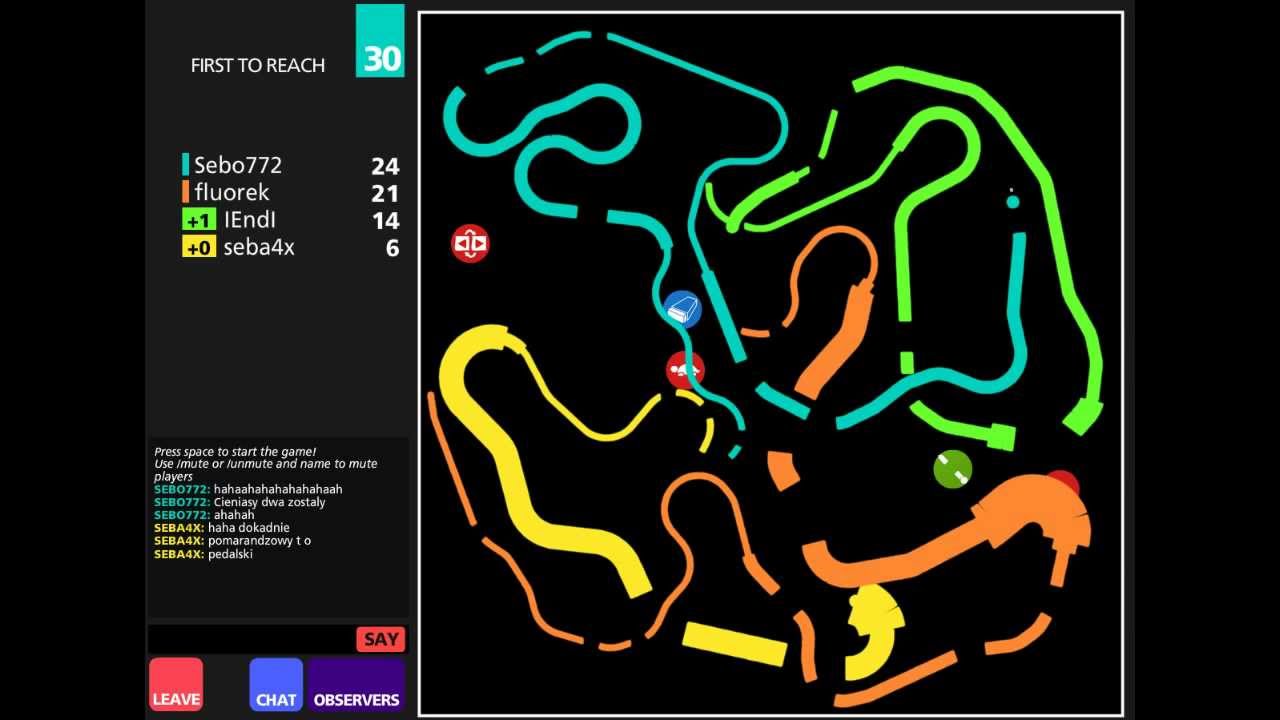 FIRST TO REACH
30
Sebo772 24
fluorek 21
+1 IEndI 14
+0 seba4x 6
Press space to start the game!
Use /mute or /unmute and name to mute
players
SEBO772: hahaahahahahahahaah
SEBO772: Cieniasy dwa zostaly
SEBO772: ahahah
SEBA4X: haha dokadnie
SEBA4X: pomarandzowy t o
SEBA4X: pedalski
SAY
LEAVE
CHAT
OBSERVERS